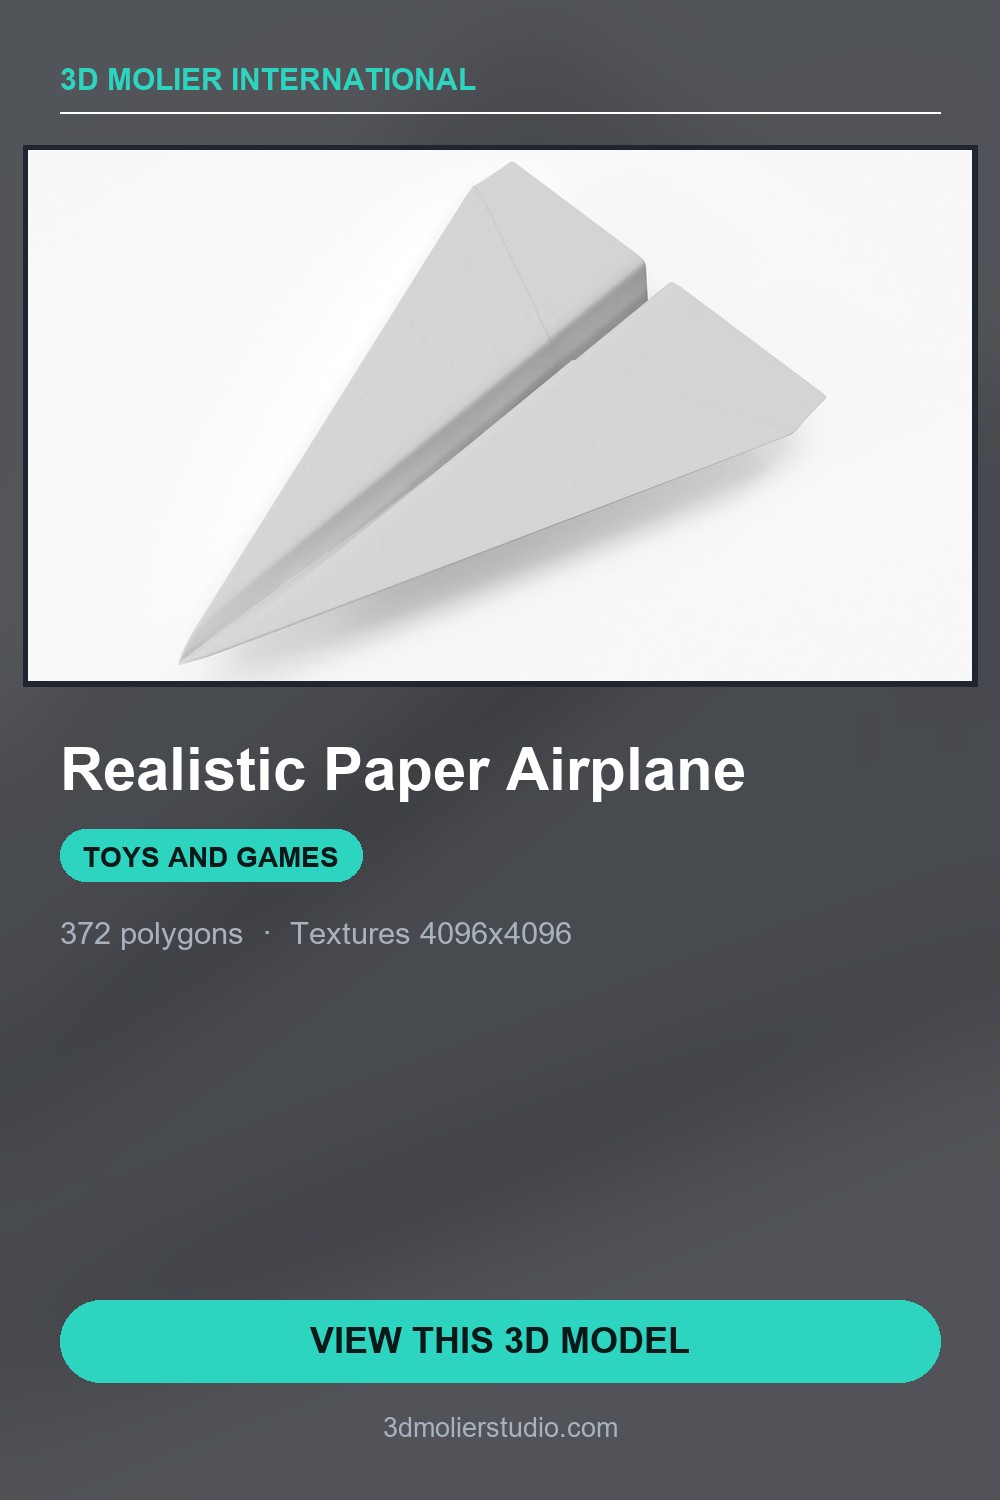 3D MOLIER INTERNATIONAL
Realistic Paper Airplane
TOYS AND GAMES
372 polygons · Textures 4096x4096
VIEW THIS 3D MODEL
3dmolierstudio.com